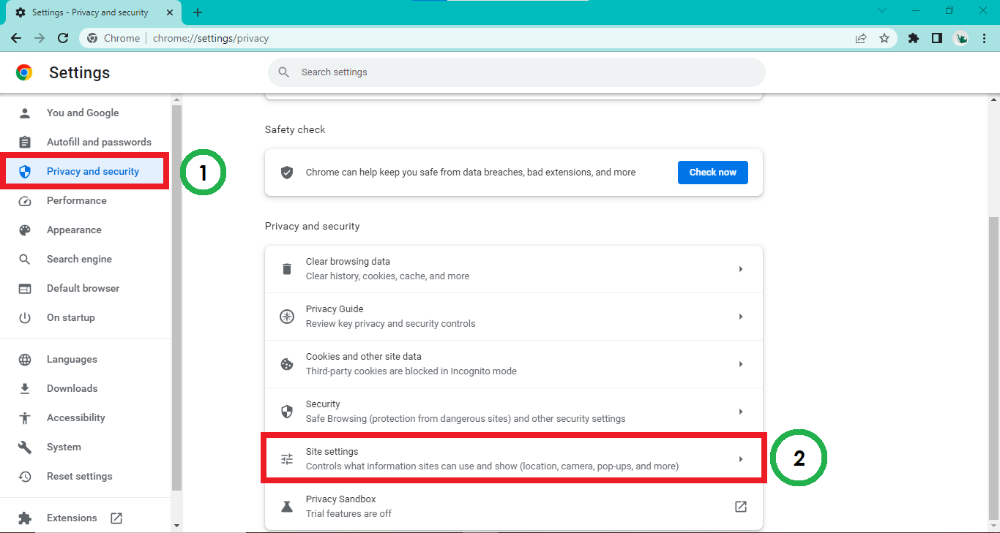 Settings - Privacy and security
Chrome
chrome://settings/privacy
Settings
Search settings
You and Google
Autofill and passwords
Privacy and security
1
Performance
Appearance
Search engine
Default browser
On startup
Languages
Downloads
Accessibility
System
Reset settings
Extensions
Safety check
Chrome can help keep you safe from data breaches, bad extensions, and more
Check now
Privacy and security
Clear browsing data
Clear history, cookies, cache, and more
Privacy Guide
Review key privacy and security controls
Cookies and other site data
Third-party cookies are blocked in Incognito mode
Security
Safe Browsing (protection from dangerous sites) and other security settings
Site settings
Controls what information sites can use and show (location, camera, pop-ups, and more)
2
Privacy Sandbox
Trial features are off